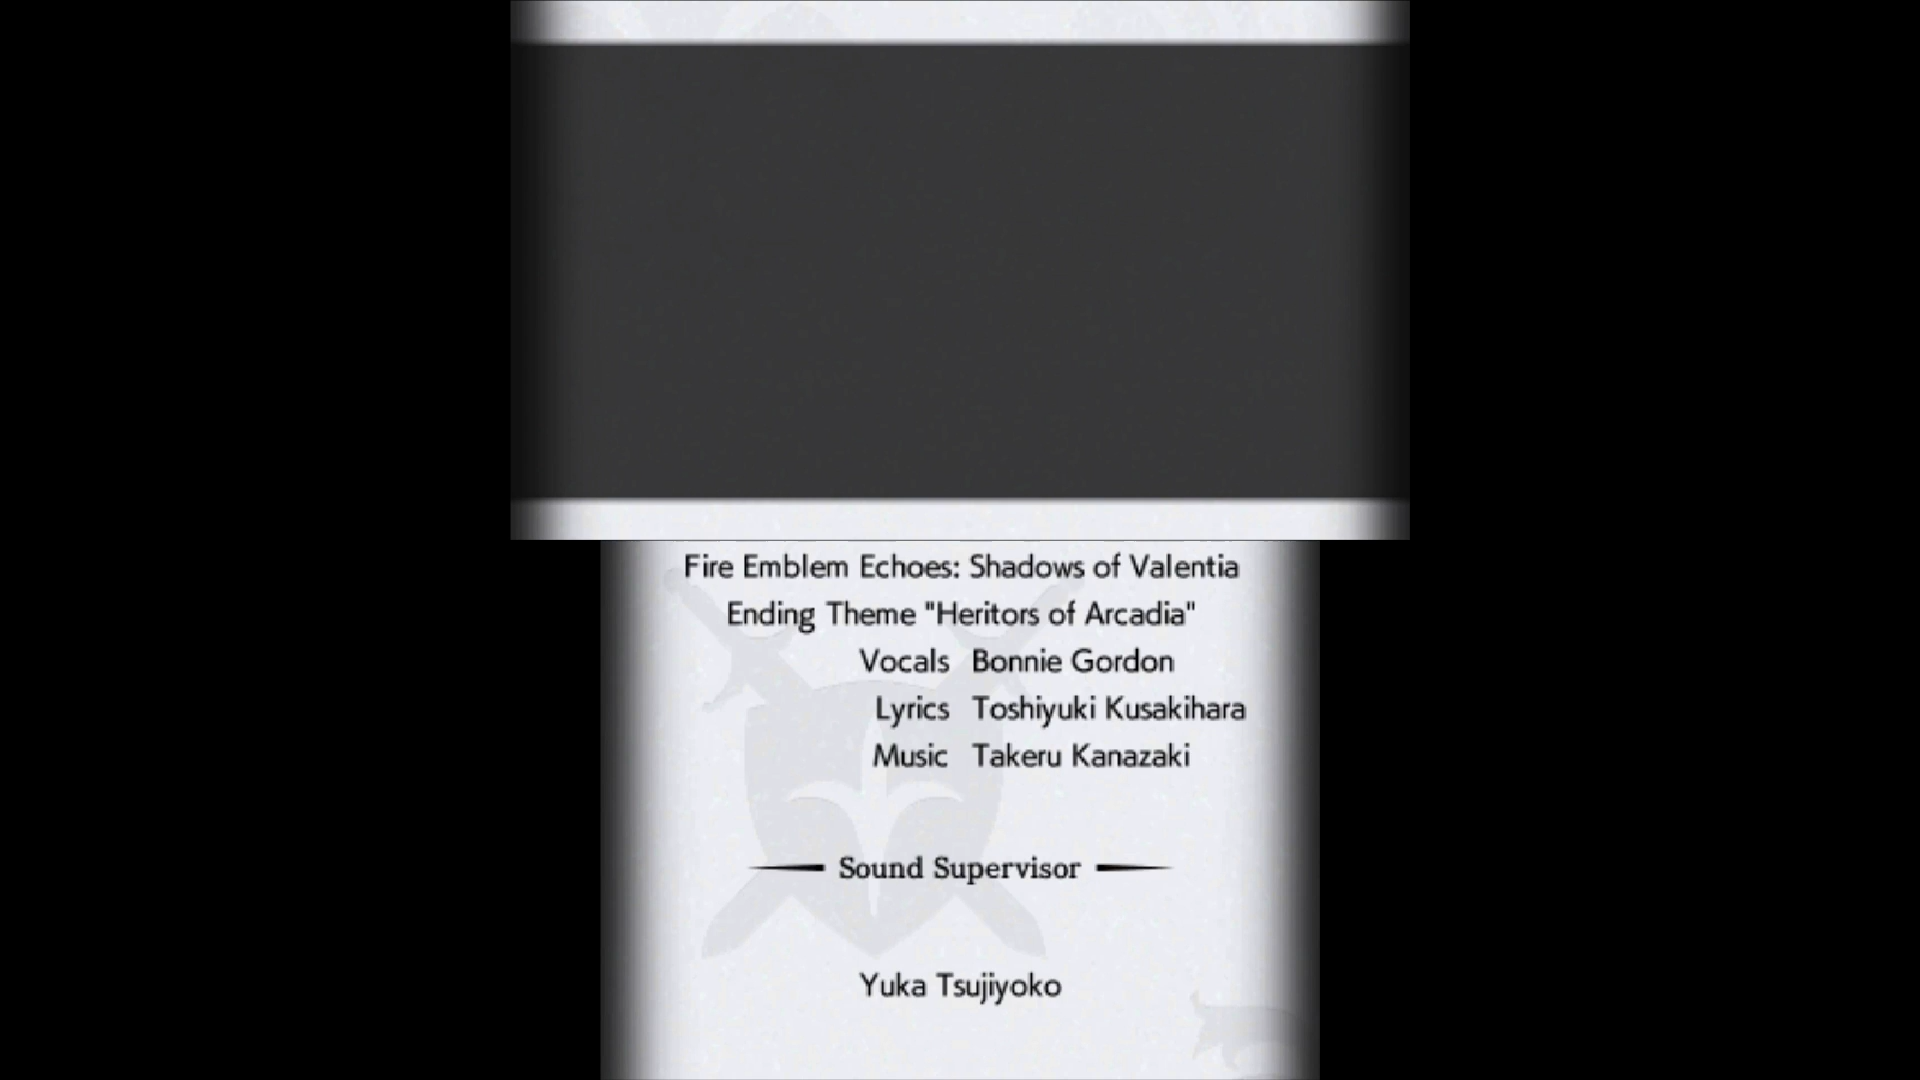 Fire Emblem Echoes: Shadows of Valentia
Ending Theme "Heritors of Arcadia"
Vocals Bonnie Gordon
Lyrics Toshiyuki Kusakihara
Music Takeru Kanazaki
Sound Supervisor
Yuka Tsujiyoko